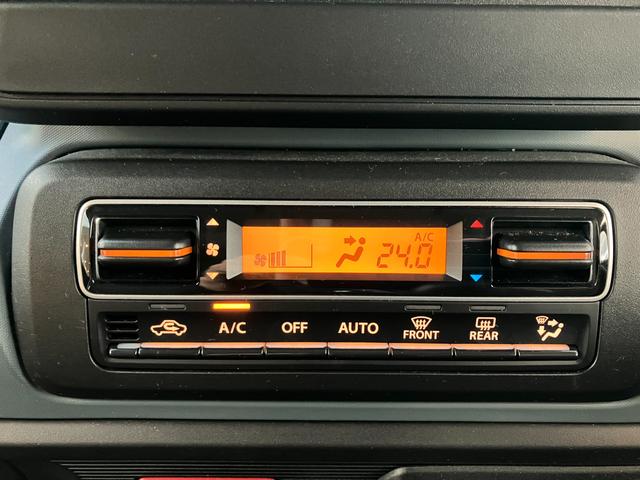 A/C
24.0
A/C OFF AUTO FRONT REAR